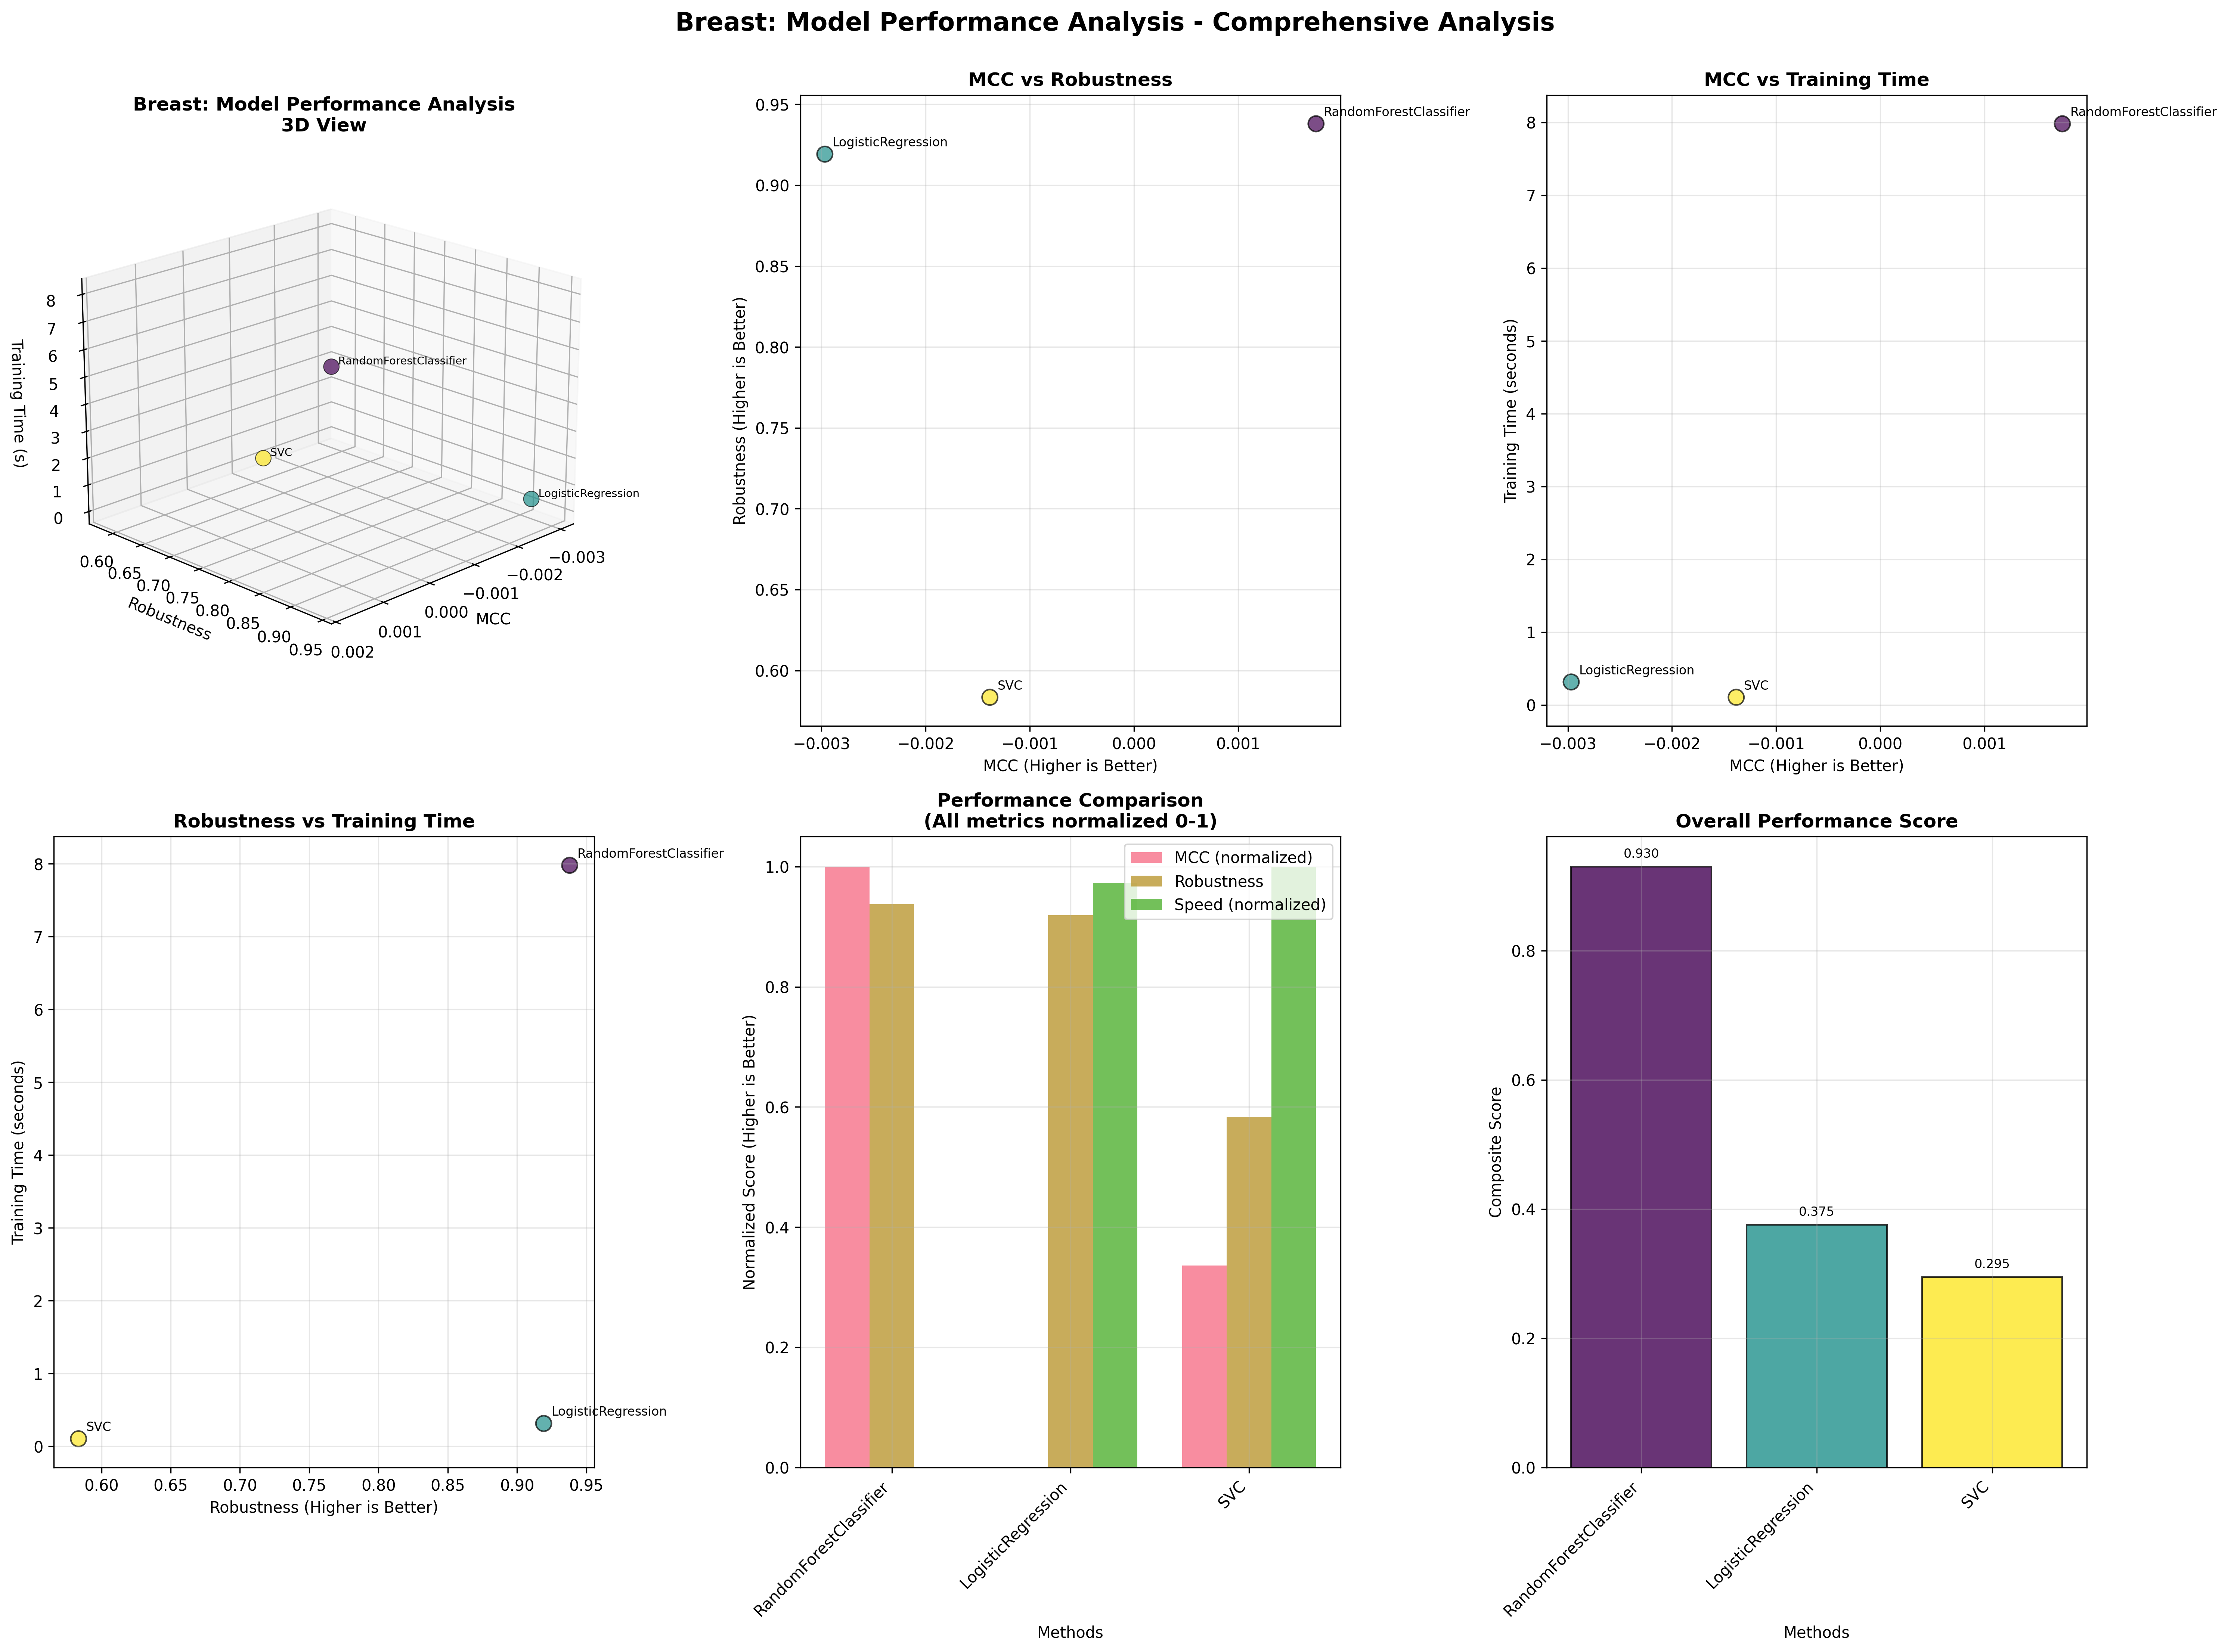 Breast: Model Performance Analysis - Comprehensive Analysis
Breast: Model Performance Analysis
3D View
RandomForestClassifier
SVC
LogisticRegression
8
7
6
5
4
3
2
1
0
Training Time (s)
0.60
0.65
0.70
0.75
0.80
0.85
0.90
0.95
Robustness
−0.003
−0.002
−0.001
0.000
0.001
0.002
MCC
MCC vs Robustness
RandomForestClassifier
LogisticRegression
SVC
0.95
0.90
0.85
0.80
0.75
0.70
0.65
0.60
Robustness (Higher is Better)
−0.003 −0.002 −0.001 0.000 0.001
MCC (Higher is Better)
MCC vs Training Time
RandomForestClassifier
LogisticRegression
SVC
8
7
6
5
4
3
2
1
0
Training Time (seconds)
−0.003 −0.002 −0.001 0.000 0.001
MCC (Higher is Better)
Robustness vs Training Time
RandomForestClassifier
LogisticRegression
SVC
8
7
6
5
4
3
2
1
0
Training Time (seconds)
0.60 0.65 0.70 0.75 0.80 0.85 0.90 0.95
Robustness (Higher is Better)
Performance Comparison
(All metrics normalized 0-1)
MCC (normalized)
Robustness
Speed (normalized)
1.0
0.8
0.6
0.4
0.2
0.0
Normalized Score (Higher is Better)
RandomForestClassifier
LogisticRegression
SVC
Methods
Overall Performance Score
0.930
0.375
0.295
0.8
0.6
0.4
0.2
0.0
Composite Score
RandomForestClassifier
LogisticRegression
SVC
Methods